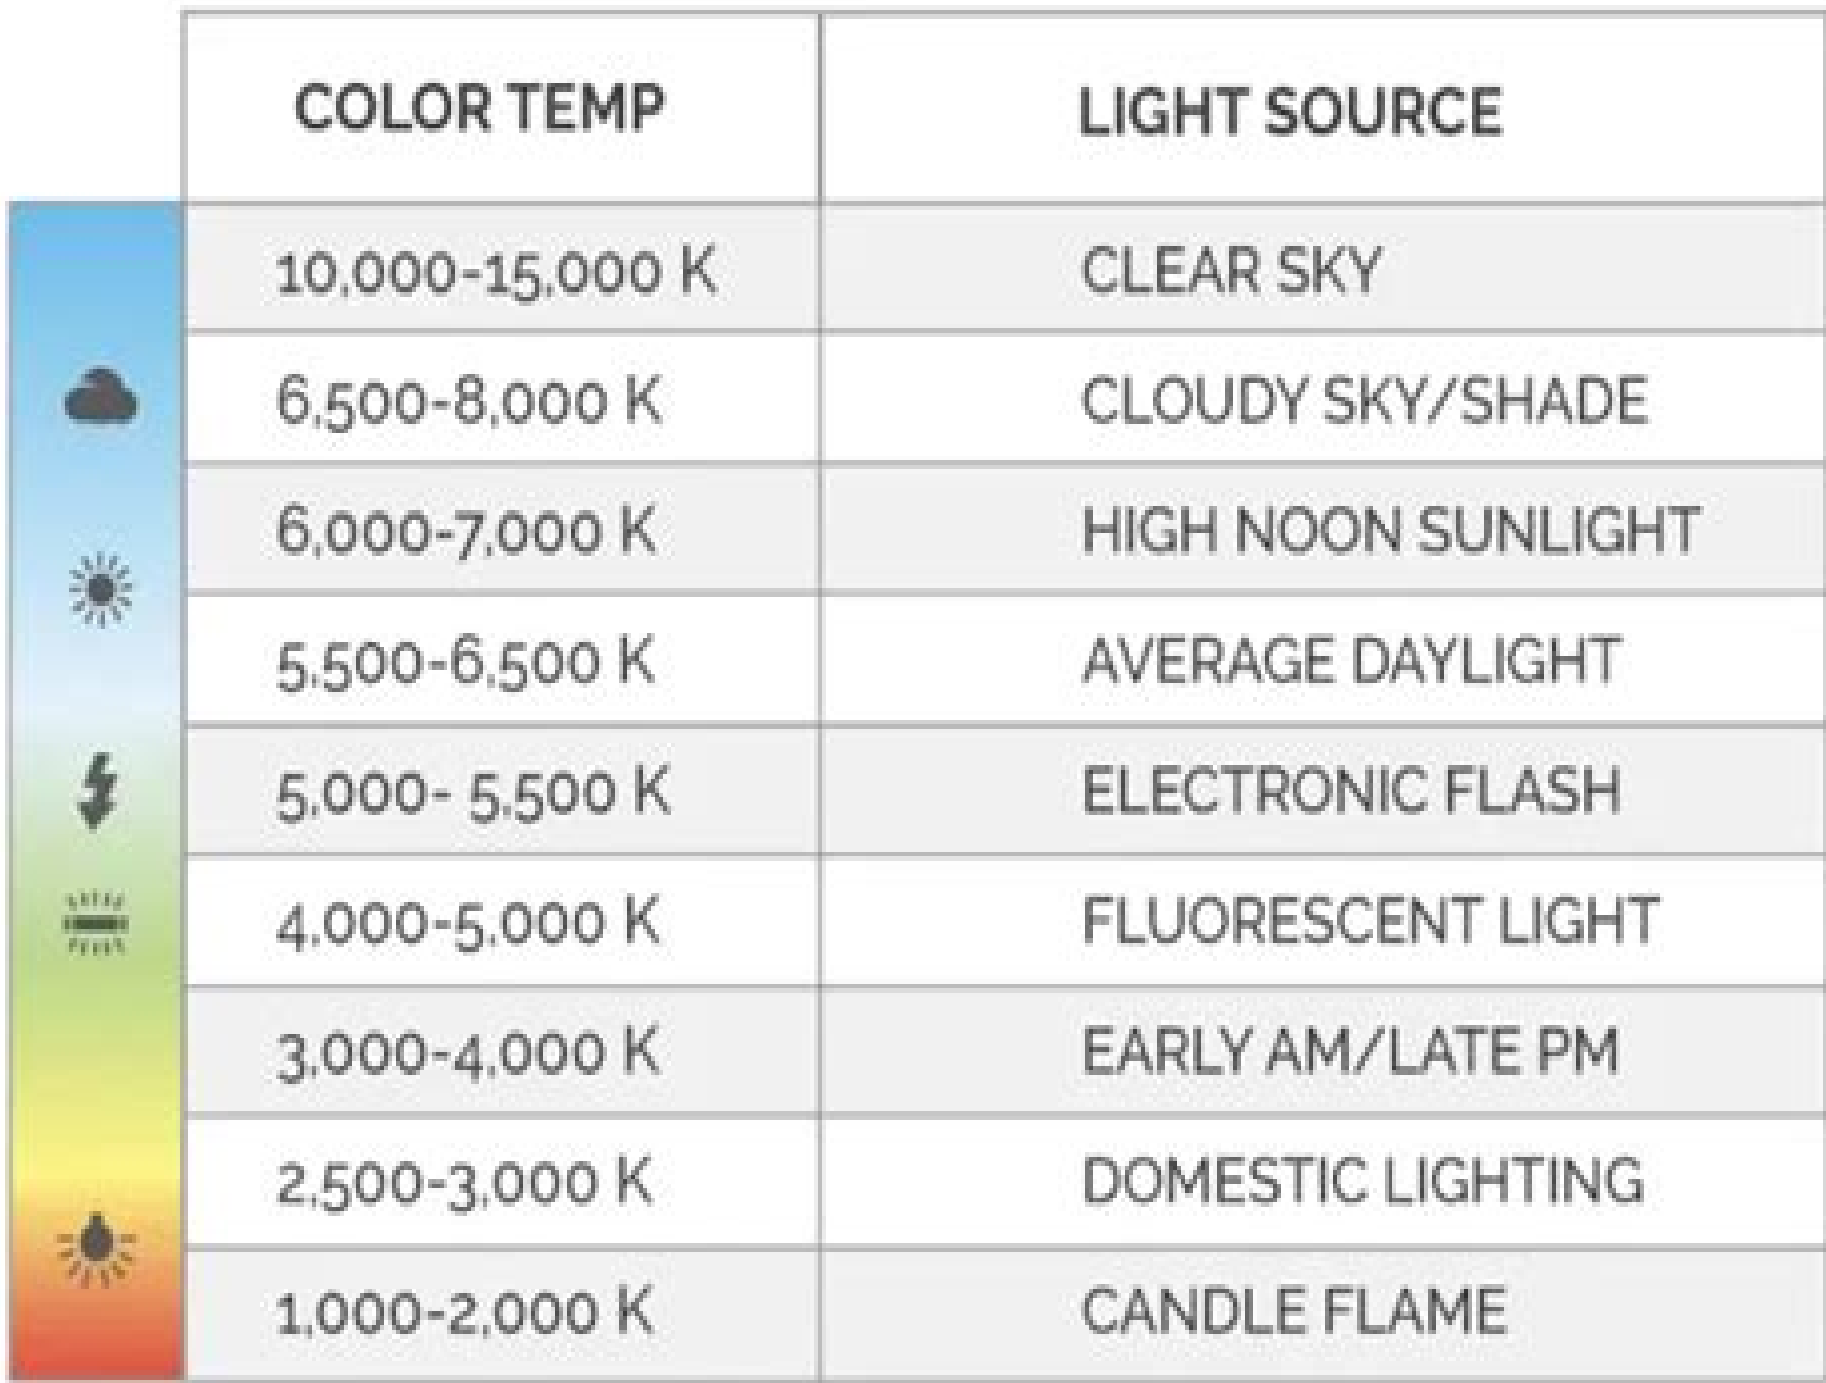 COLOR TEMP LIGHT SOURCE
10,000-15,000 K CLEAR SKY
6,500-8,000 K CLOUDY SKY/SHADE
6,000-7,000 K HIGH NOON SUNLIGHT
5,500-6,500 K AVERAGE DAYLIGHT
5,000- 5,500 K ELECTRONIC FLASH
4,000-5,000 K FLUORESCENT LIGHT
3,000-4,000 K EARLY AM/LATE PM
2,500-3,000 K DOMESTIC LIGHTING
1,000-2,000 K CANDLE FLAME